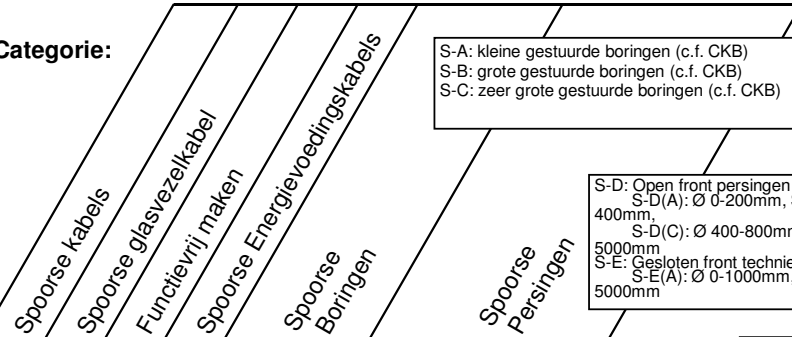 Categorie:
Spoorse kabels
Spoorse glasvezelkabel
Functievrij maken
Spoorse Energievoedingskabels
Spoorse
Boringen
Spoorse
Persingen
S-A: kleine gestuurde boringen (c.f. CKB)
S-B: grote gestuurde boringen (c.f. CKB)
S-C: zeer grote gestuurde boringen (c.f. CKB)
S-D: Open front persingen
S-D(A): Ø 0-200mm,
400mm,
S-D(C): Ø 400-800mm
5000mm
S-E: Gesloten front
S-E(A): Ø 0-1000mm,
5000mm